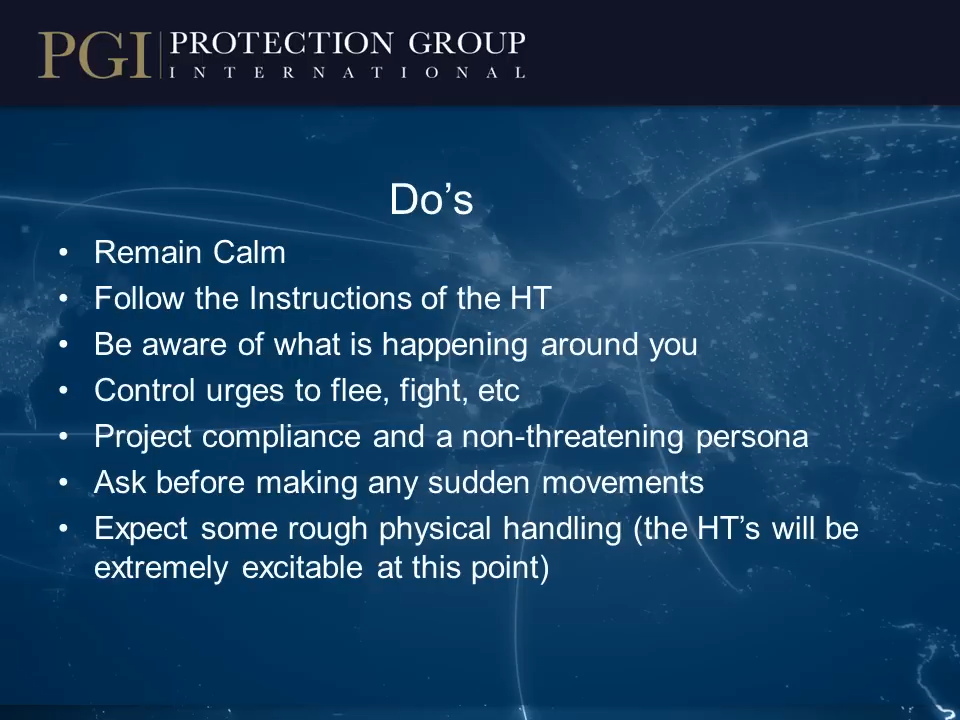 PGI PROTECTION GROUP
INTERNATIONAL
Do’s
• Remain Calm
• Follow the Instructions of the HT
• Be aware of what is happening around you
• Control urges to flee, fight, etc
• Project compliance and a non-threatening persona
• Ask before making any sudden movements
• Expect some rough physical handling (the HT’s will be
extremely excitable at this point)